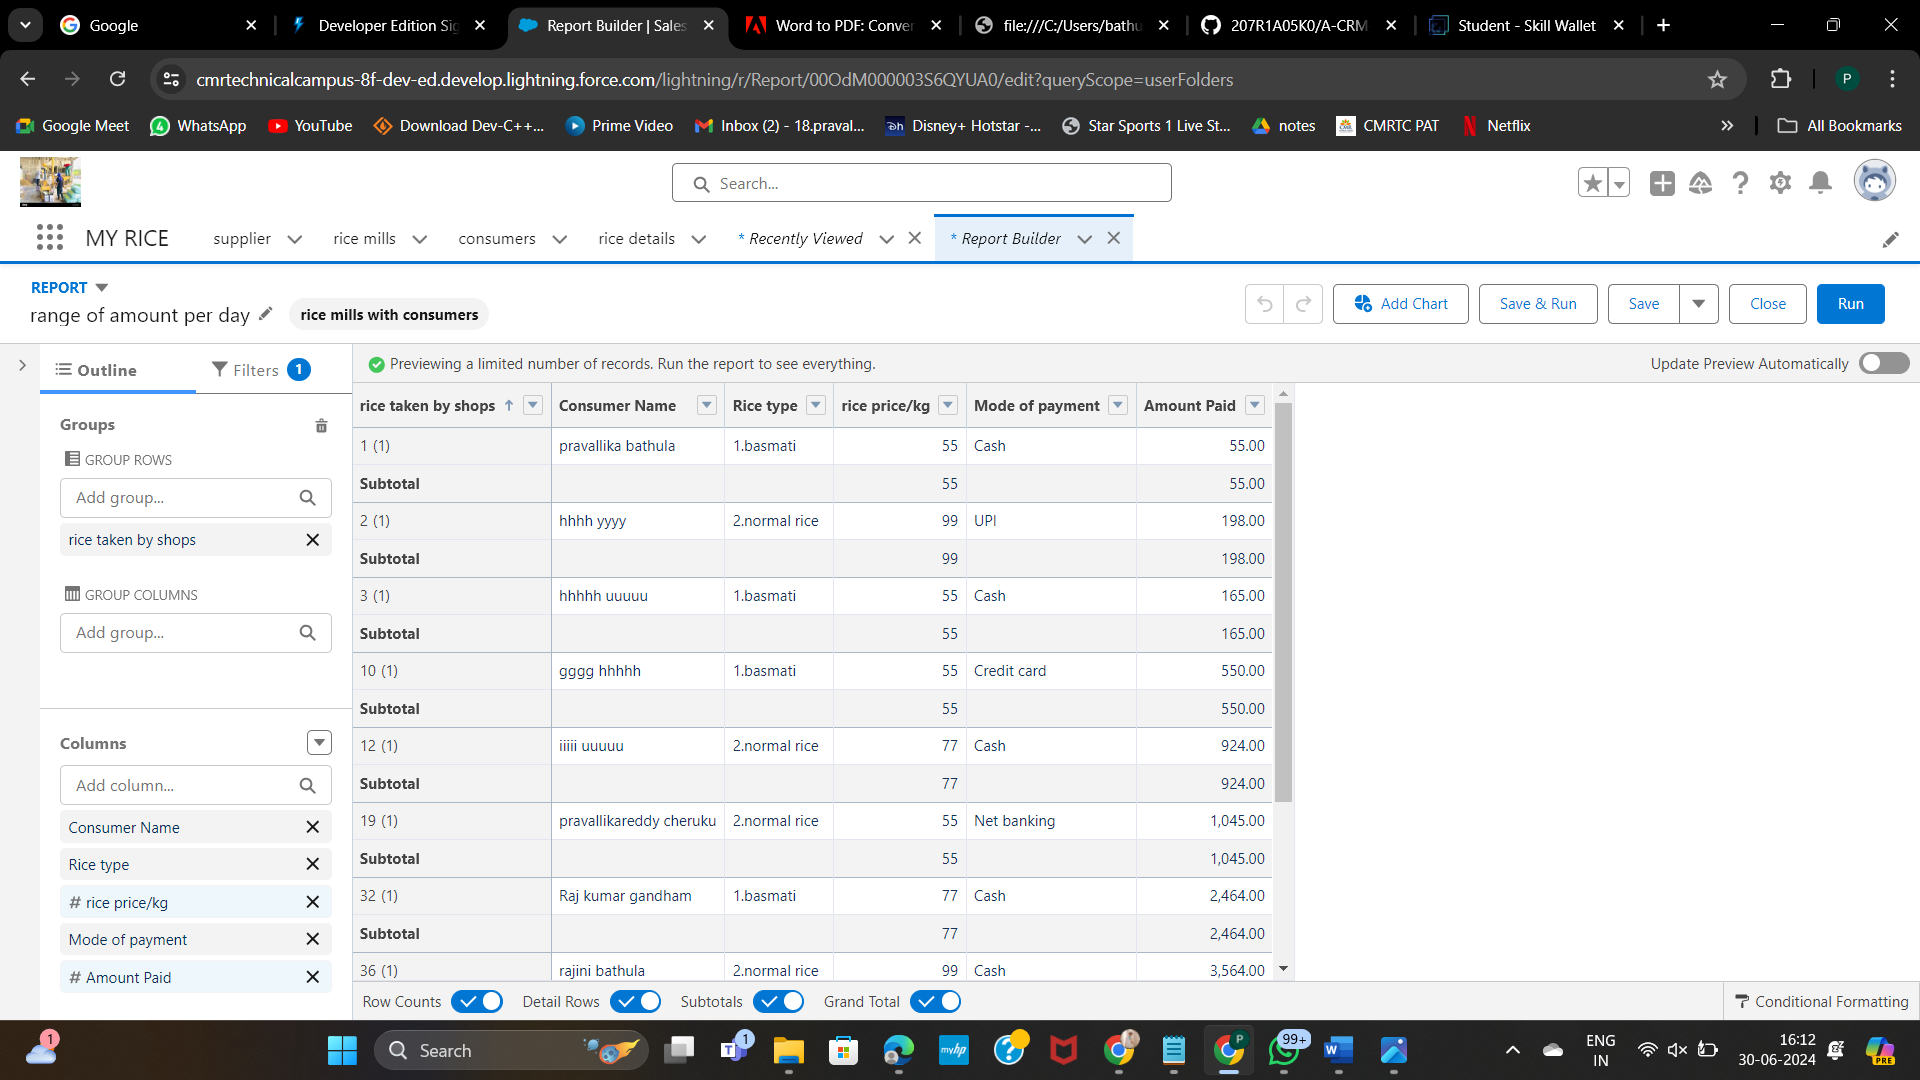 Google
Developer Edition Sig
Report Builder | Sales
Word to PDF: Conver
file:///C:/Users/bathu
207R1A05K0/A-CRM
Student - Skill Wallet
cmrtechnicalcampus-8f-dev-ed.develop.lightning.force.com/lightning/r/Report/00OdM000003S6QYUA0/edit?queryScope=userFolders
P
Google Meet
WhatsApp
YouTube
Download Dev-C++...
Prime Video
Inbox (2) - 18.praval...
Disney+ Hotstar -...
Star Sports 1 Live St...
notes
CMRTC PAT
Netflix
All Bookmarks
Search...
MY RICE
supplier
rice mills
consumers
rice details
* Recently Viewed
* Report Builder
REPORT
range of amount per day
rice mills with consumers
Add Chart
Save & Run
Save
Close
Run
Outline
Filters 1
Previewing a limited number of records. Run the report to see everything.
Update Preview Automatically
Groups
GROUP ROWS
Add group...
rice taken by shops
GROUP COLUMNS
Add group...
Columns
Add column...
Consumer Name
Rice type
# rice price/kg
Mode of payment
# Amount Paid
rice taken by shops ↑ Consumer Name Rice type rice price/kg Mode of payment Amount Paid
1 (1) pravallika bathula 1.basmati 55 Cash 55.00
Subtotal 55 55.00
2 (1) hhhh yyyy 2.normal rice 99 UPI 198.00
Subtotal 99 198.00
3 (1) hhhhh uuuuu 1.basmati 55 Cash 165.00
Subtotal 55 165.00
10 (1) gggg hhhhh 1.basmati 55 Credit card 550.00
Subtotal 55 550.00
12 (1) iiiii uuuuu 2.normal rice 77 Cash 924.00
Subtotal 77 924.00
19 (1) pravallikareddy cheruku 2.normal rice 55 Net banking 1,045.00
Subtotal 55 1,045.00
32 (1) Raj kumar gandham 1.basmati 77 Cash 2,464.00
Subtotal 77 2,464.00
36 (1) rajini bathula 2.normal rice 99 Cash 3,564.00
Row Counts
Detail Rows
Subtotals
Grand Total
Conditional Formatting
1
Search
1
myhp
P
99+
ENG
IN
16:12
30-06-2024
PRE